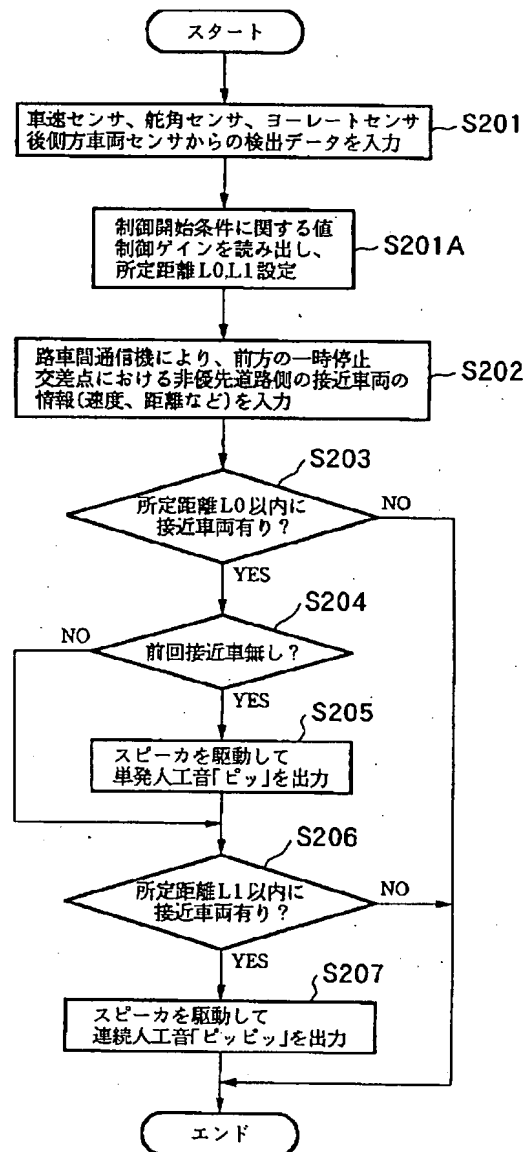 スタート
車速センサ、舵角センサ、ヨーレートセンサ
後側方車両センサからの検出データを入力
S201
制御開始条件に関する値
制御ゲインを読み出し、
所定距離L0,L1設定
S201A
路車間通信機により、前方の一時停止
交差点における非優先道路側の接近車両の
情報(速度、距離など)を入力
S202
S203
所定距離L0以内に
接近車両有り?
NO
YES
S204
NO
前回接近車無し?
YES
S205
スピーカを駆動して
単発人工音「ピッ」を出力
S206
所定距離L1以内に
接近車両有り?
NO
YES
S207
スピーカを駆動して
連続人工音「ピッピッ」を出力
エンド